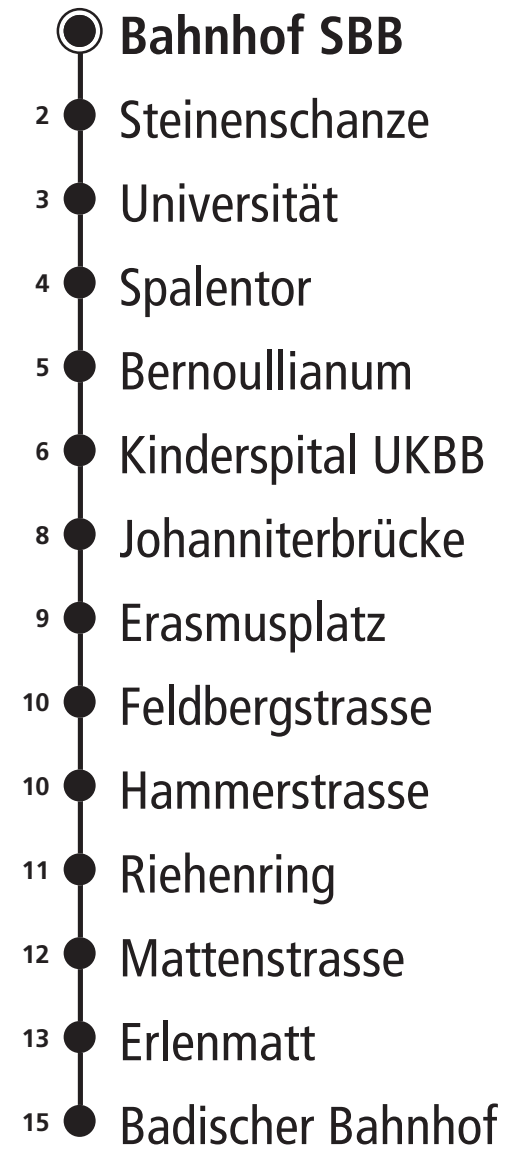 Bahnhof SBB
2 Steinenschanze
3 Universität
4 Spalentor
5 Bernoullianum
6 Kinderspital UKBB
8 Johanniterbrücke
9 Erasmusplatz
10 Feldbergstrasse
10 Hammerstrasse
11 Riehenring
12 Mattenstrasse
13 Erlenmatt
15 Badischer Bahnhof